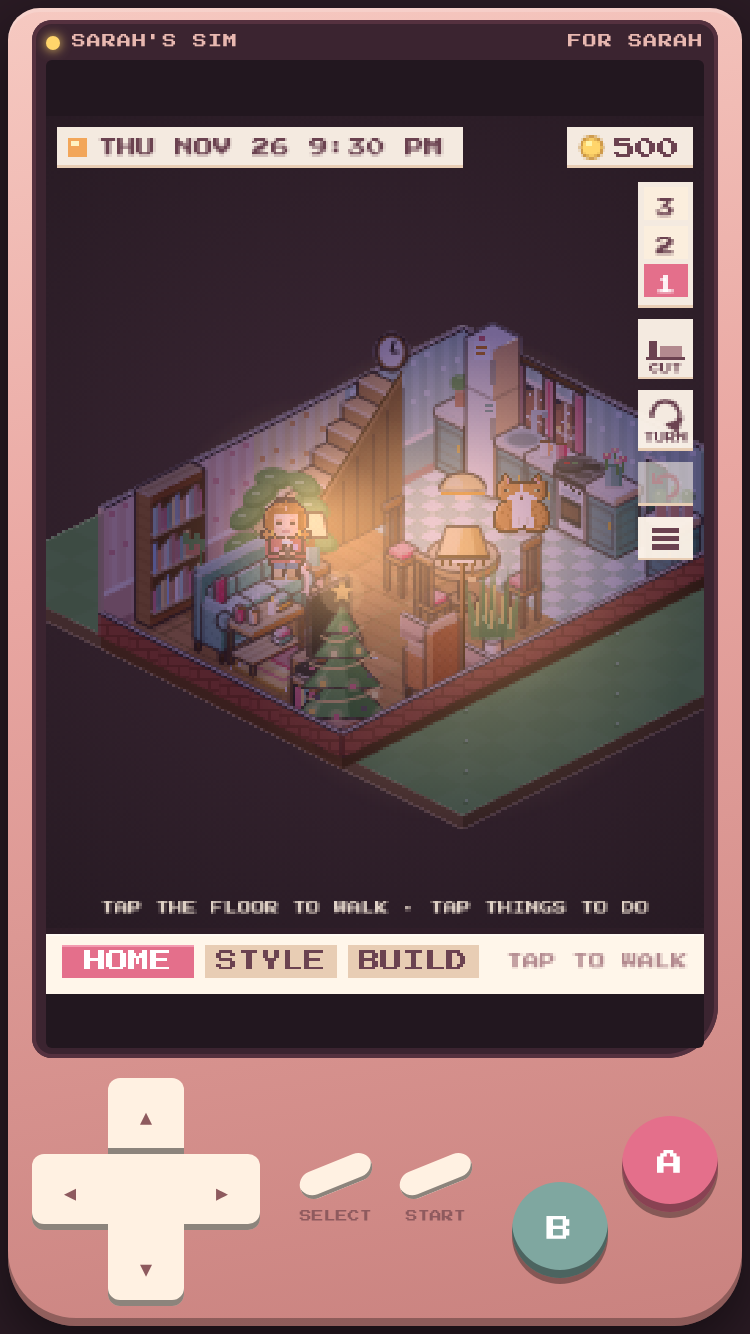 SARAH'S SIM
FOR SARAH
THU NOV 26 9:30 PM
500
3
2
1
CUT
TURN
TAP THE FLOOR TO WALK · TAP THINGS TO DO
HOME
STYLE
BUILD
TAP TO WALK
SELECT
START
A
B